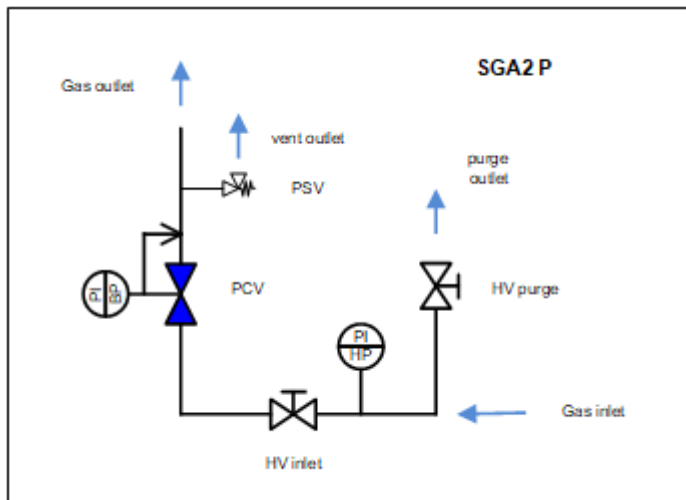 SGA2 P
Gas outlet
vent outlet
purge
outlet
PSV
PI
BP
PCV
HV purge
PI
HP
Gas inlet
HV inlet